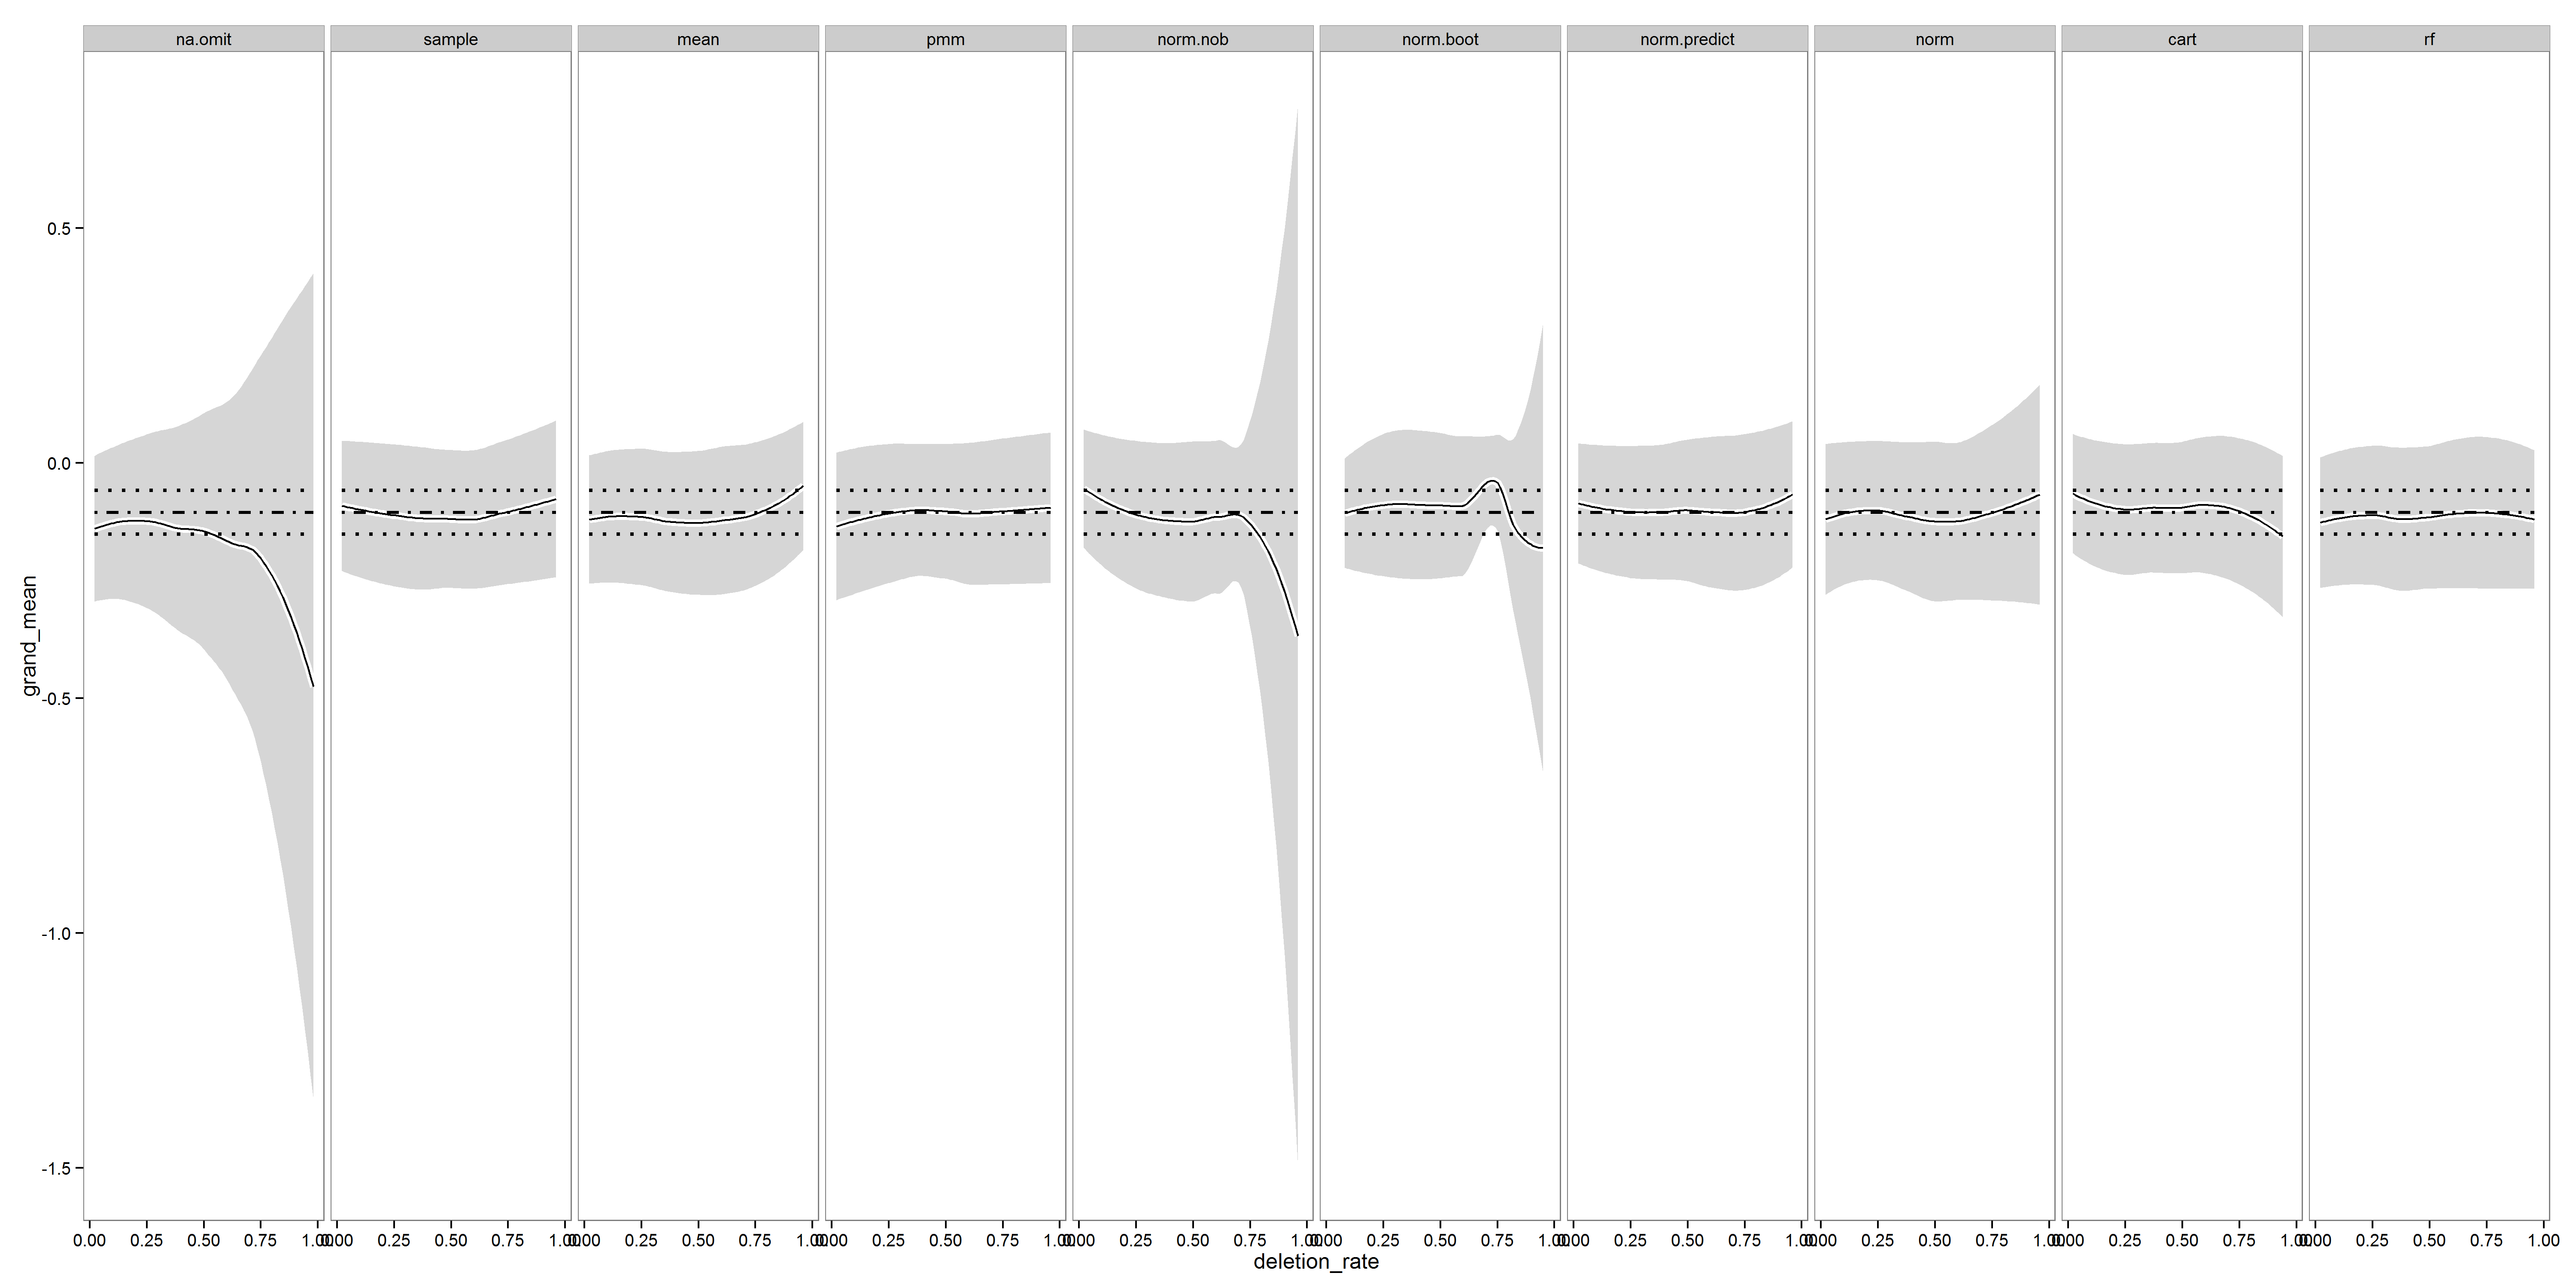 na.omit sample mean pmm norm.nob norm.boot norm.predict norm cart rf
0.5
0.0
-0.5
-1.0
-1.5
grand_mean
0.00 0.25 0.50 0.75 1.00 0.00 0.25 0.50 0.75 1.00 0.00 0.25 0.50 0.75 1.00 0.00 0.25 0.50 0.75 1.00 0.00 0.25 0.50 0.75 1.00 0.00 0.25 0.50 0.75 1.00 0.00 0.25 0.50 0.75 1.00 0.00 0.25 0.50 0.75 1.00 0.00 0.25 0.50 0.75 1.00 0.00 0.25 0.50 0.75 1.00
deletion_rate